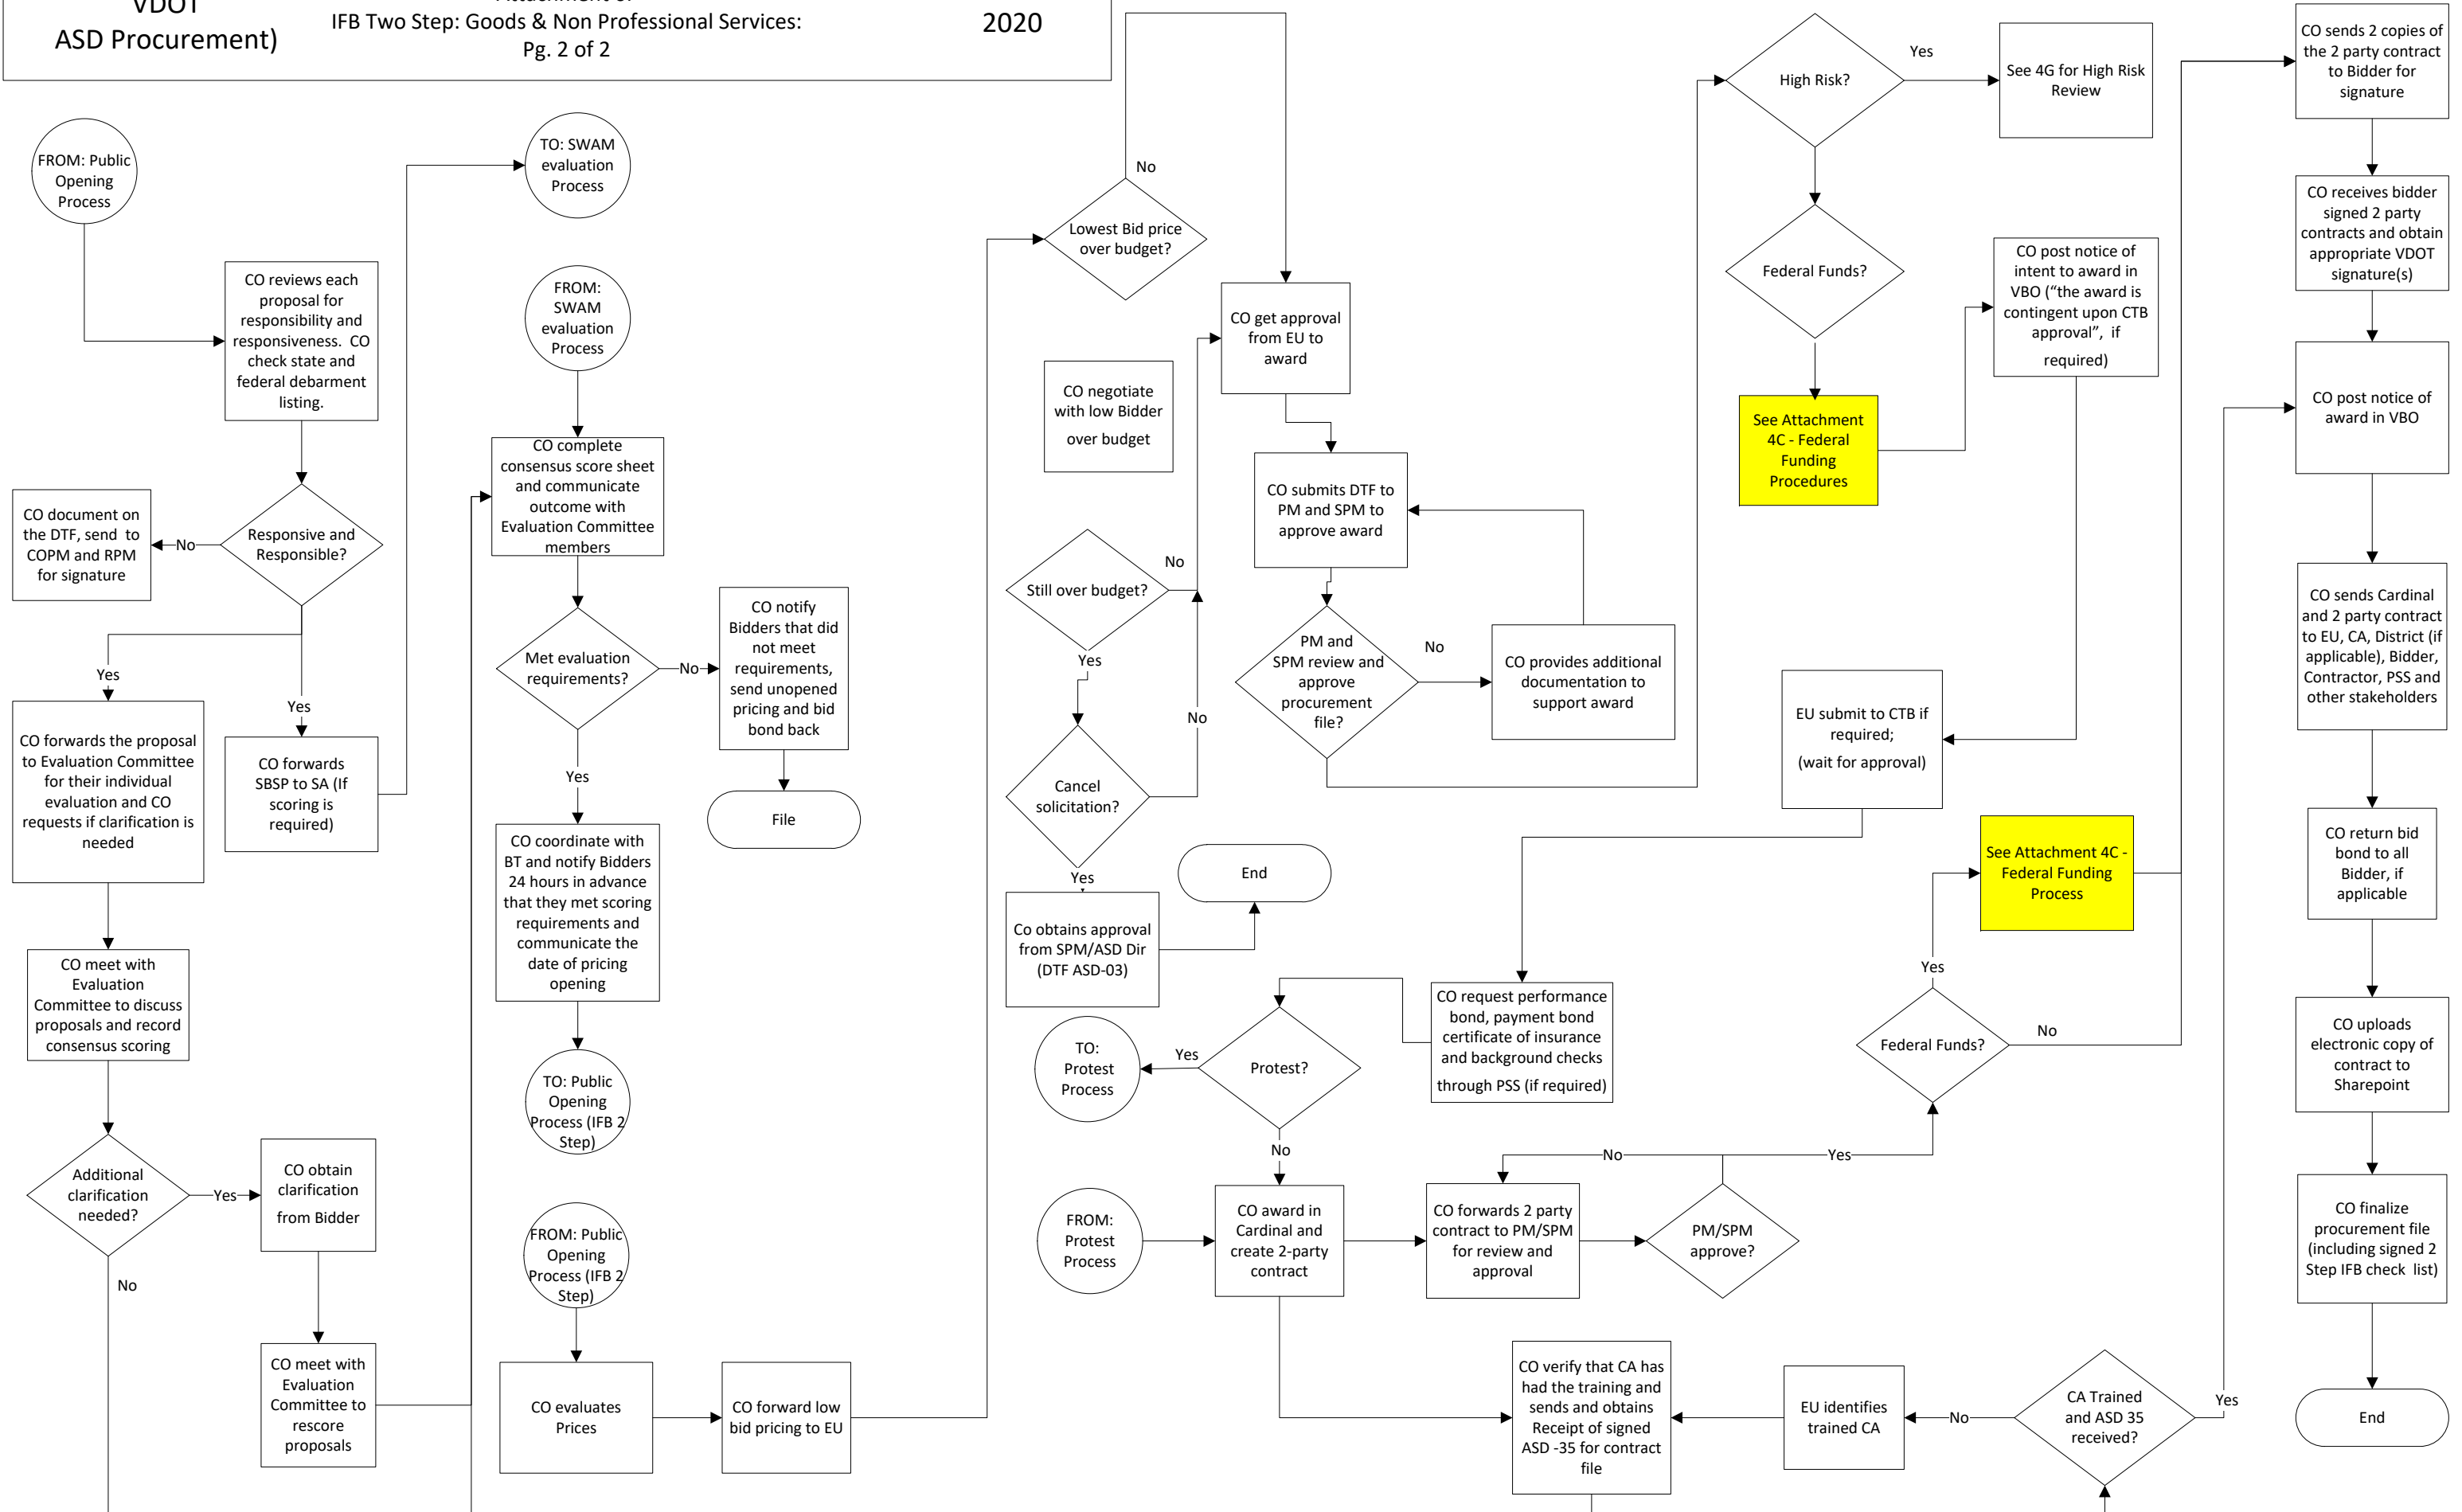 VDOT
ASD Procurement)
IFB Two Step: Goods & Non Professional Services:
Pg. 2 of 2
2020
FROM: Public
Opening
Process
CO reviews each
proposal for
responsibility and
responsiveness. CO
check state and
federal debarment
listing.
Responsive and
Responsible?
No
CO document on
the DTF, send to
COPM and RPM
for signature
Yes
Yes
CO forwards the proposal
to Evaluation Committee
for their individual
evaluation and CO
requests if clarification is
needed
CO forwards
SBSP to SA (If
scoring is
required)
CO meet with
Evaluation
Committee to discuss
proposals and record
consensus scoring
Additional
clarification
needed?
Yes
No
CO obtain
clarification
from Bidder
CO meet with
Evaluation
Committee to
rescore
proposals
TO: SWAM
evaluation
Process
FROM:
SWAM
evaluation
Process
CO complete
consensus score sheet
and communicate
outcome with
Evaluation Committee
members
Met evaluation
requirements?
No
CO notify
Bidders that did
not meet
requirements,
send unopened
pricing and bid
bond back
File
Yes
CO coordinate with
BT and notify Bidders
24 hours in advance
that they met scoring
requirements and
communicate the
date of pricing
opening
TO: Public
Opening
Process (IFB 2
Step)
FROM: Public
Opening
Process (IFB 2
Step)
CO evaluates
Prices
CO forward low
bid pricing to EU
Lowest Bid price
over budget?
No
CO get approval
from EU to
award
CO negotiate
with low Bidder
over budget
Still over budget?
No
Yes
Cancel
solicitation?
No
Yes
Co obtains approval
from SPM/ASD Dir
(DTF ASD-03)
End
CO submits DTF to
PM and SPM to
approve award
PM and
SPM review and
approve
procurement
file?
No
CO provides additional
documentation to
support award
High Risk?
Yes
See 4G for High Risk
Review
Federal Funds?
See Attachment
4C - Federal
Funding
Procedures
CO post notice of
intent to award in
VBO (“the award is
contingent upon CTB
approval”, if
required)
EU submit to CTB if
required;
(wait for approval)
CO request performance
bond, payment bond
certificate of insurance
and background checks
through PSS (if required)
Protest?
Yes
TO:
Protest
Process
No
FROM:
Protest
Process
CO award in
Cardinal and
create 2-party
contract
CO forwards 2 party
contract to PM/SPM
for review and
approval
PM/SPM
approve?
No
Yes
Federal Funds?
Yes
No
See Attachment 4C -
Federal Funding
Process
CO verify that CA has
had the training and
sends and obtains
Receipt of signed
ASD -35 for contract
file
EU identifies
trained CA
No
CA Trained
and ASD 35
received?
Yes
CO sends 2 copies of
the 2 party contract
to Bidder for
signature
CO receives bidder
signed 2 party
contracts and obtain
appropriate VDOT
signature(s)
CO post notice of
award in VBO
CO sends Cardinal
and 2 party contract
to EU, CA, District (if
applicable), Bidder,
Contractor, PSS and
other stakeholders
CO return bid
bond to all
Bidder, if
applicable
CO uploads
electronic copy of
contract to
Sharepoint
CO finalize
procurement file
(including signed 2
Step IFB check list)
End